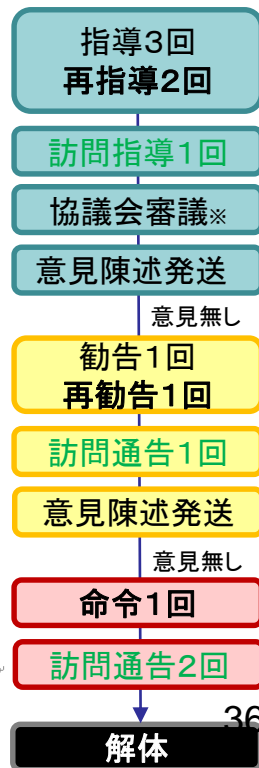 指導3回
再指導2回
訪問指導1回
協議会審議※
意見陳述発送
意見無し
勧告1回
再勧告1回
訪問通告1回
意見陳述発送
意見無し
命令1回
訪問通告2回
36
解体